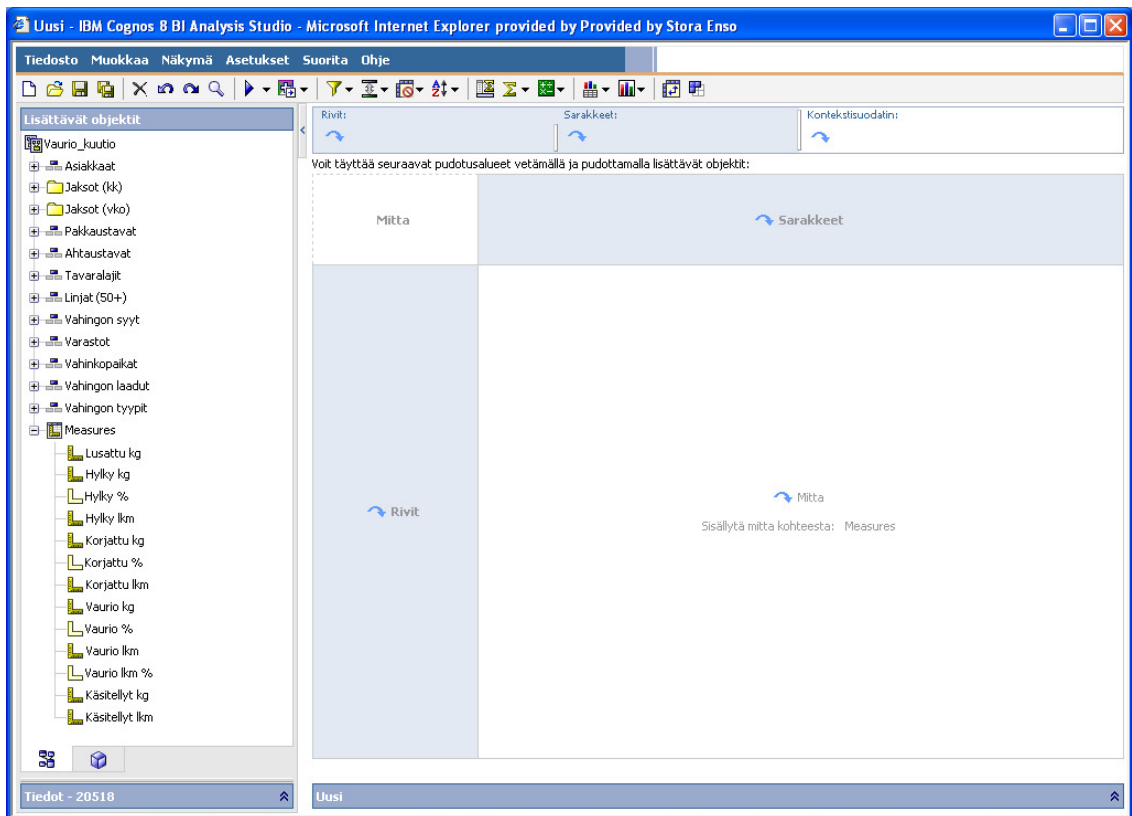 Uusi - IBM Cognos 8 BI Analysis Studio - Microsoft Internet Explorer provided by Provided by Stora Enso
Tiedosto Muokkaa Näkymä Asetukset Suorita Ohje
Lisättävät objektit
Vaurio_kuutio
Asiakkaat
Jaksot (kk)
Jaksot (vko)
Pakkaustavat
Ahtaustavat
Tavaralajit
Linjat (50+)
Vahingon syyt
Varastot
Vahinkopaikat
Vahingon laadut
Vahingon tyypit
Measures
Lusattu kg
Hylky kg
Hylky %
Hylky lkm
Korjattu kg
Korjattu %
Korjattu lkm
Vaurio kg
Vaurio %
Vaurio lkm
Vaurio lkm %
Käsitellyt kg
Käsitellyt lkm
Tiedot - 20518
Rivit:
Sarakkeet:
Kontekstisuodatin:
Voit täyttää seuraavat pudotusalueet vetämällä ja pudottamalla lisättävät objektit:
Mitta
Sarakkeet
Rivit
Mitta
Sisällytä mitta kohteesta: Measures
Uusi